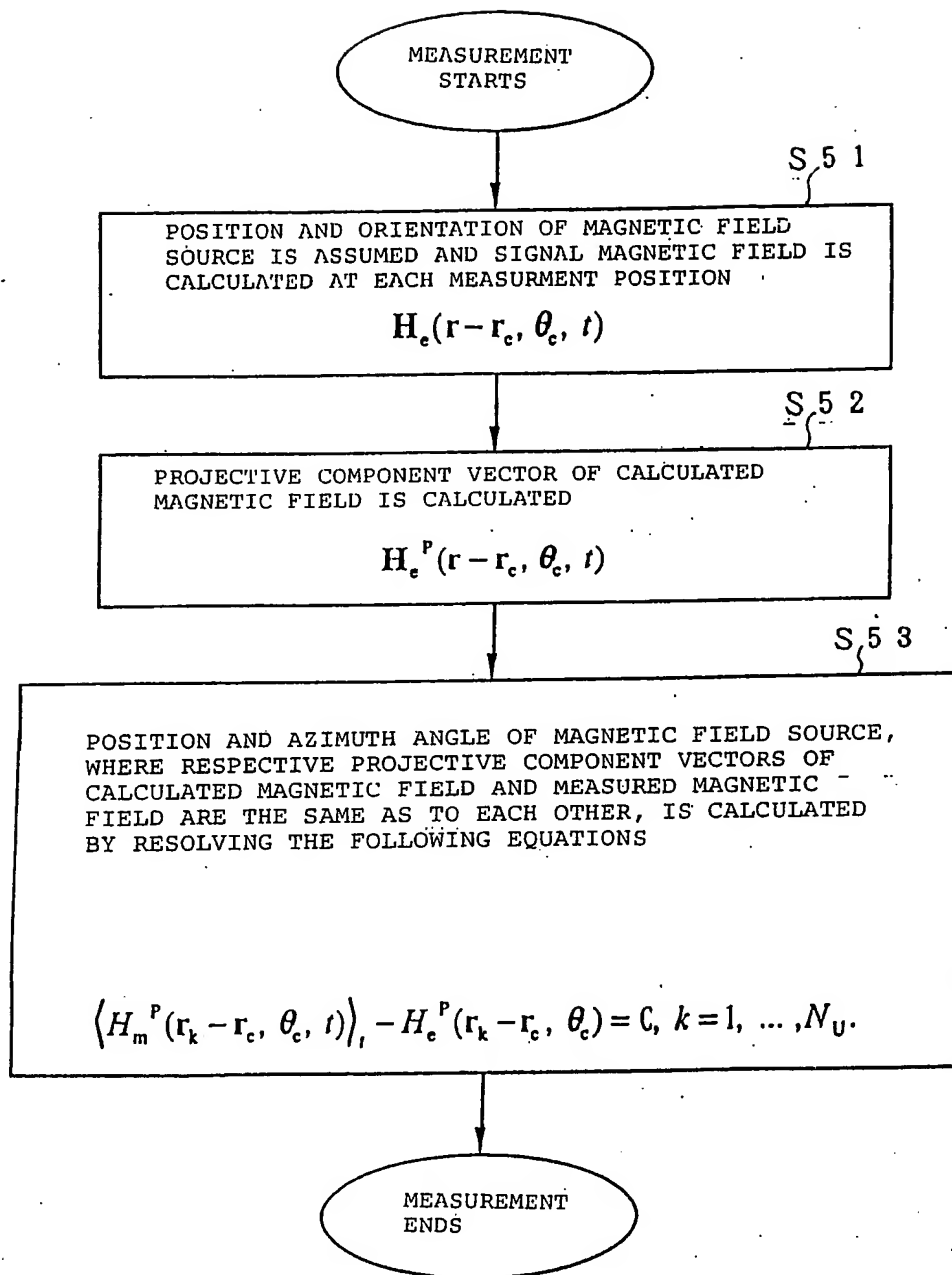 MEASUREMENT
STARTS
S 5 1
POSITION AND ORIENTATION OF MAGNETIC FIELD
SOURCE IS ASSUMED AND SIGNAL MAGNETIC FIELD IS
CALCULATED AT EACH MEASURMENT POSITION
H_e(r − r_c, θ_c, t)
S 5 2
PROJECTIVE COMPONENT VECTOR OF CALCULATED
MAGNETIC FIELD IS CALCULATED
H_e^P(r − r_c, θ_c, t)
S 5 3
POSITION AND AZIMUTH ANGLE OF MAGNETIC FIELD SOURCE,
WHERE RESPECTIVE PROJECTIVE COMPONENT VECTORS OF
CALCULATED MAGNETIC FIELD AND MEASURED MAGNETIC
FIELD ARE THE SAME AS TO EACH OTHER, IS CALCULATED
BY RESOLVING THE FOLLOWING EQUATIONS
⟨H_m^P(r_k − r_c, θ_c, t)⟩_t − H_e^P(r_k − r_c, θ_c) = C, k = 1, ... ,N_U.
MEASUREMENT
ENDS